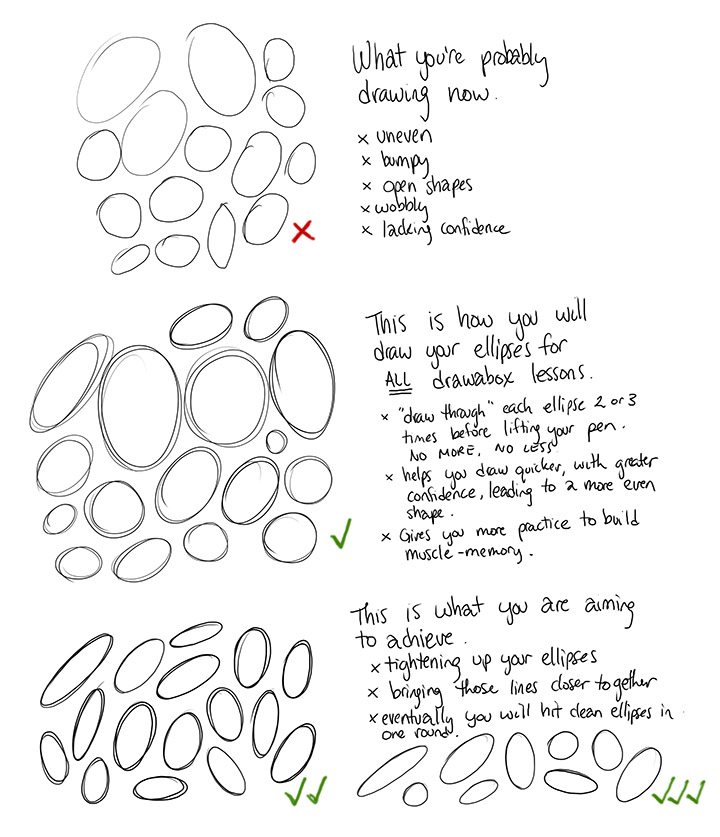 What you're probably
drawing now.
× uneven
× bumpy
× open shapes
× wobbly
× lacking confidence
This is how you will
draw your ellipses for
ALL drawabox lessons.
× "draw through" each ellipse 2 or 3
times before lifting your pen.
NO MORE, NO LESS
× helps you draw quicker, with greater
confidence, leading to a more even
shape.
× Gives you more practice to build
muscle-memory.
This is what you are aiming
to achieve.
× tightening up your ellipses
× bringing those lines closer together
× eventually you will hit clean ellipses in
one round.